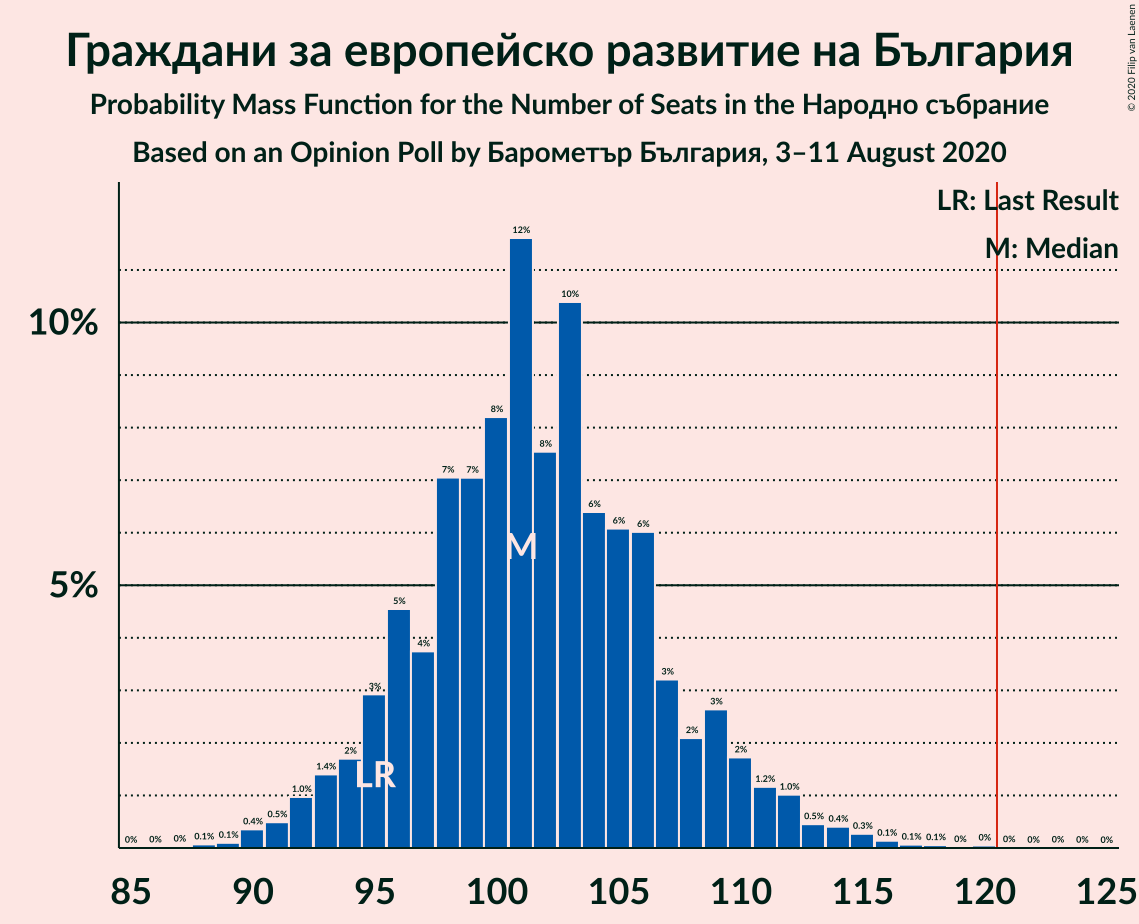 Граждани за европейско развитие на България
Probability Mass Function for the Number of Seats in the Народно събрание
Based on an Opinion Poll by Барометър България, 3–11 August 2020
© 2020 Filip van Laenen
LR: Last Result
M: Median
10%
5%
0% 0% 0% 0.1% 0.1% 0.4% 0.5% 1.0% 1.4% 2% 3% 5% 4% 7% 7% 8% 12% 8% 10% 6% 6% 6% 3% 2% 3% 2% 1.2% 1.0% 0.5% 0.4% 0.3% 0.1% 0.1% 0.1% 0% 0% 0% 0% 0% 0% 0%
LR
M
85 90 95 100 105 110 115 120 125